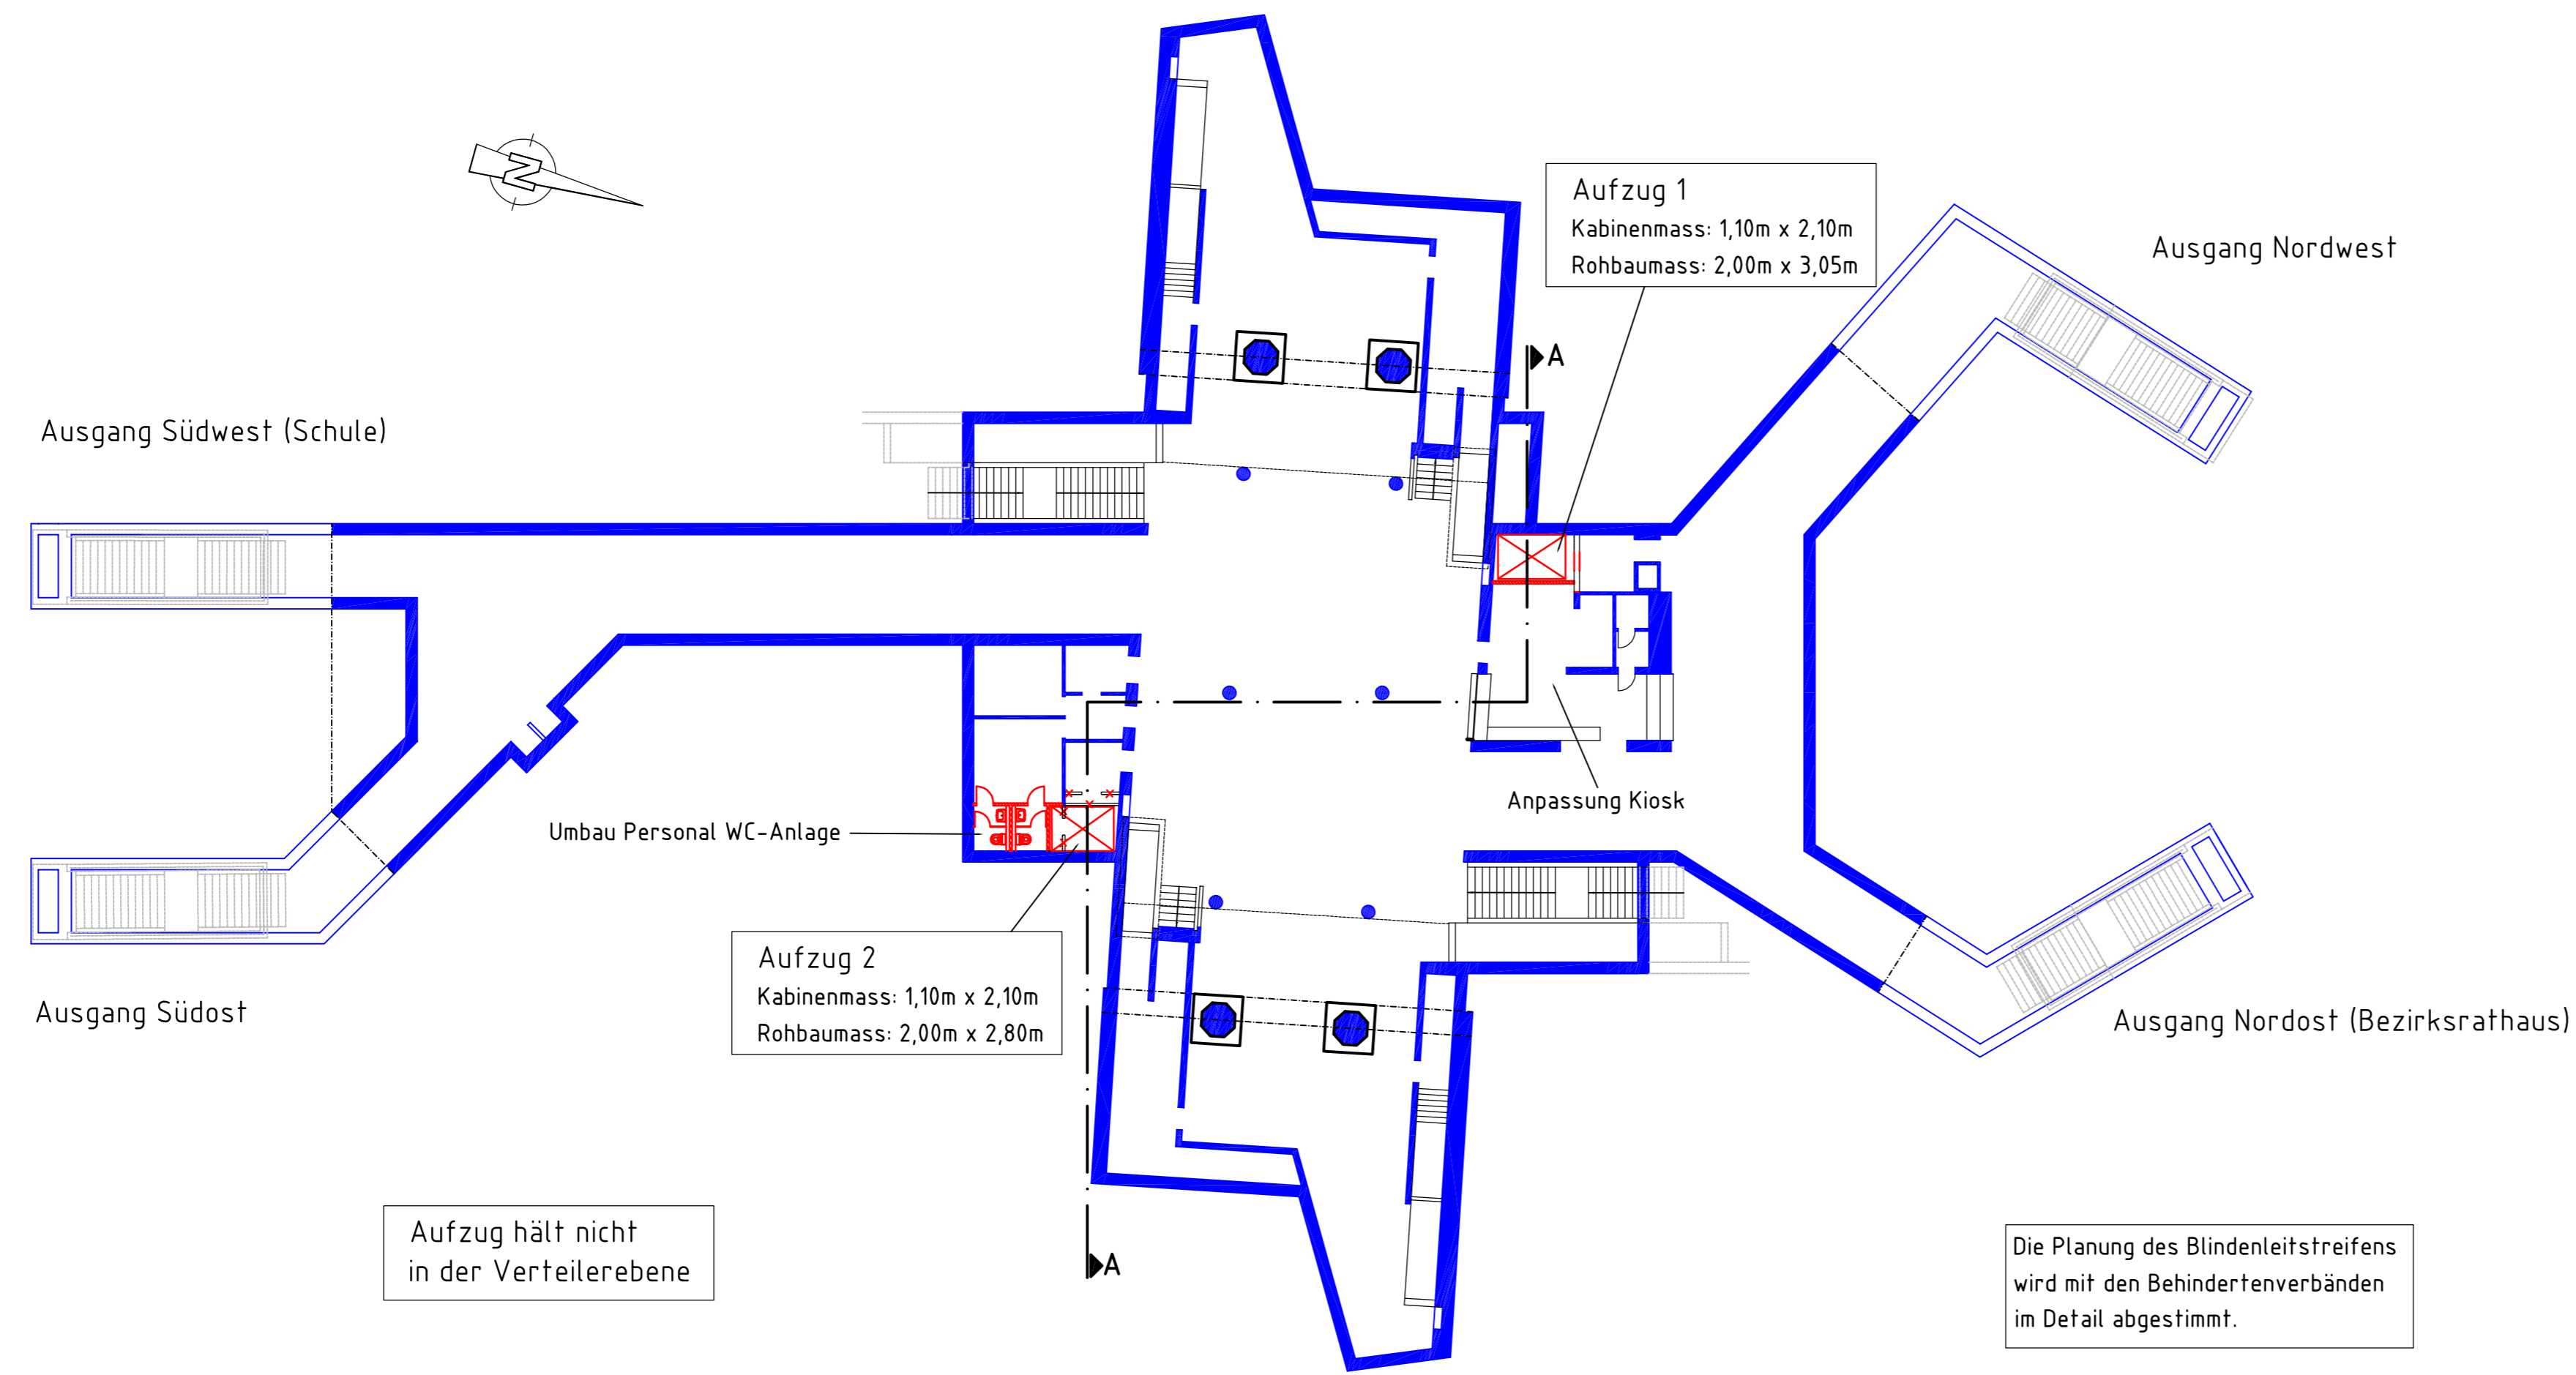 N
Aufzug 1
Kabinenmass: 1,10m x 2,10m
Rohbaumass: 2,00m x 3,05m
Ausgang Nordwest
A
Ausgang Südwest (Schule)
Anpassung Kiosk
Umbau Personal WC-Anlage
Aufzug 2
Kabinenmass: 1,10m x 2,10m
Rohbaumass: 2,00m x 2,80m
Ausgang Südost
Ausgang Nordost (Bezirksrathaus)
Aufzug hält nicht
in der Verteilerebene
A
Die Planung des Blindenleitstreifens
wird mit den Behindertenverbänden
im Detail abgestimmt.